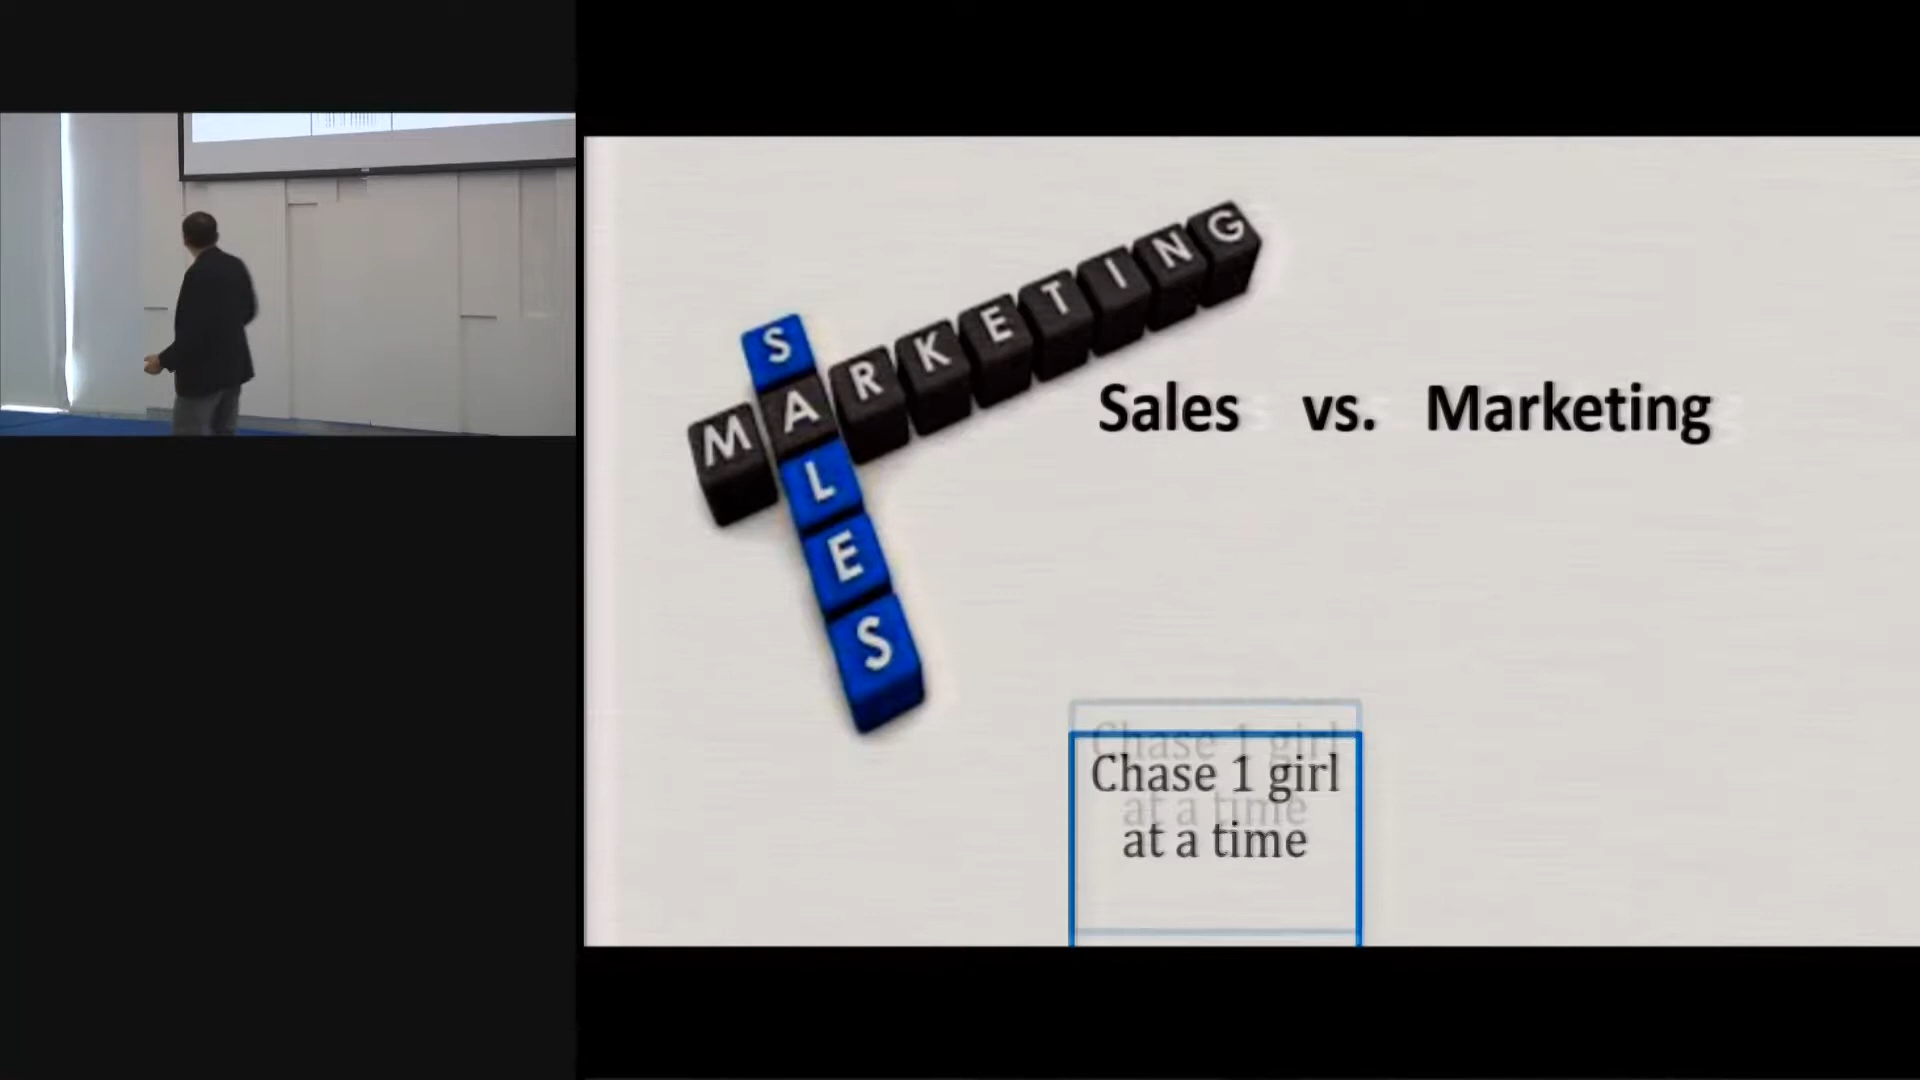 MARKETING
SALES
Sales vs. Marketing
Chase 1 girl
at a time